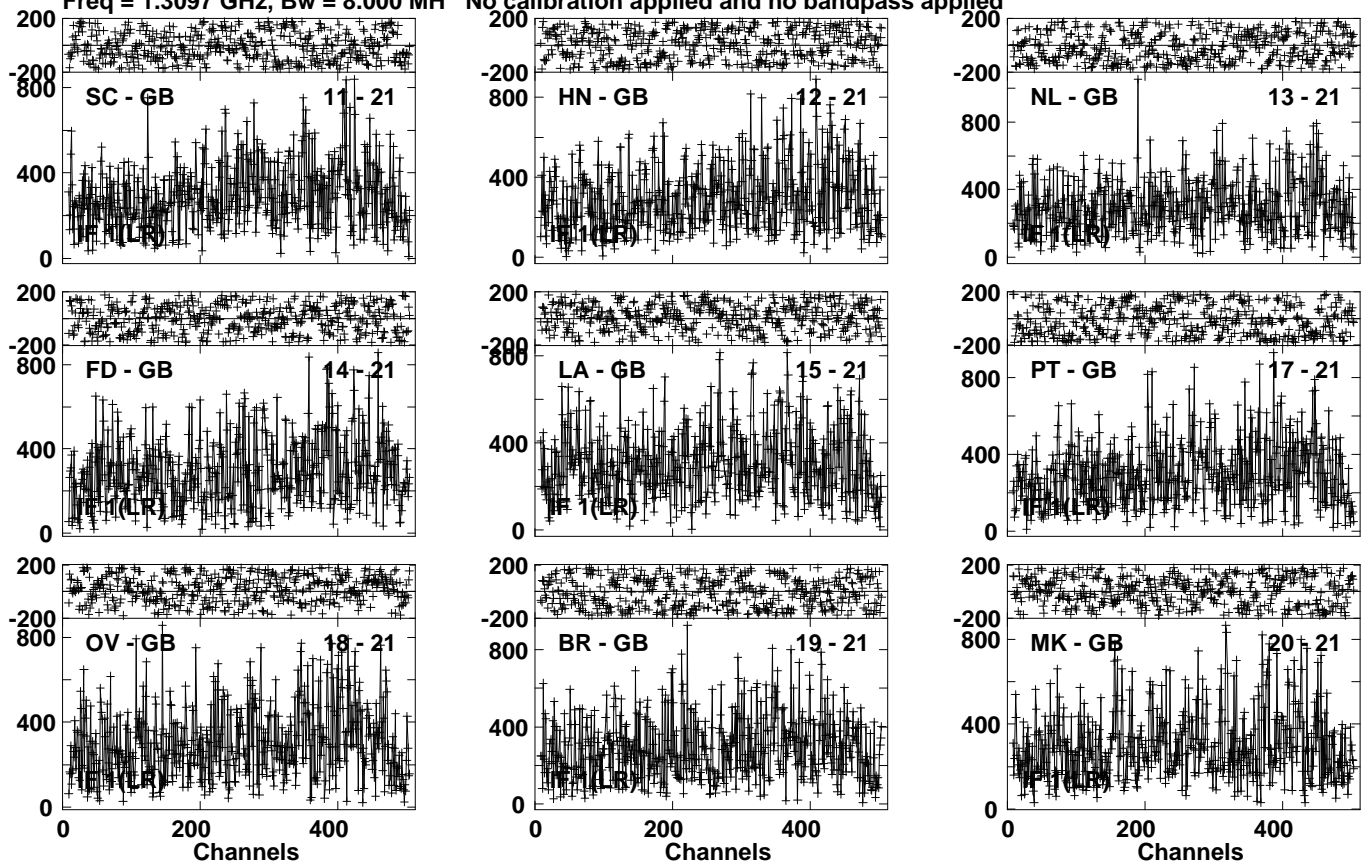 Freq = 1.3097 GHz, Bw = 8.000 MH No calibration applied and no bandpass applied
200
-200
800
400
0
SC - GB 11 - 21
IF 1(LR)
200
-200
800
400
0
HN - GB 12 - 21
IF 1(LR)
200
-200
800
400
0
NL - GB 13 - 21
IF 1(LR)
200
-200
800
400
0
FD - GB 14 - 21
IF 1(LR)
200
-200
800
400
0
LA - GB 15 - 21
IF 1(LR)
200
-200
800
400
0
PT - GB 17 - 21
IF 1(LR)
200
-200
800
400
0
OV - GB 18 - 21
IF 1(LR)
0 200 400
Channels
200
-200
800
400
0
BR - GB 19 - 21
IF 1(LR)
0 200 400
Channels
200
-200
800
400
0
MK - GB 20 - 21
IF 1(LR)
0 200 400
Channels